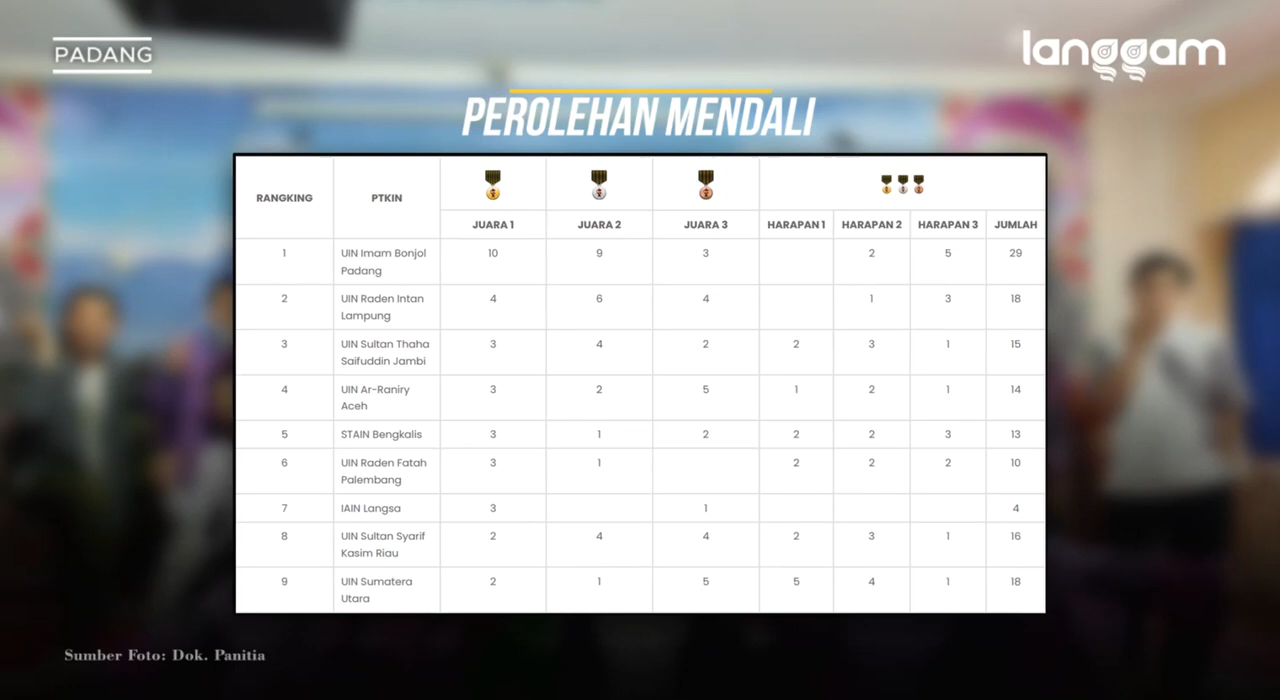 PADANG
langgam
PEROLEHAN MENDALI
RANGKING PTKIN
JUARA 1 JUARA 2 JUARA 3 HARAPAN 1 HARAPAN 2 HARAPAN 3 JUMLAH
1 UIN Imam Bonjol Padang 10 9 3 2 5 29
2 UIN Raden Intan Lampung 4 6 4 1 3 18
3 UIN Sultan Thaha Saifuddin Jambi 3 4 2 2 3 1 15
4 UIN Ar-Raniry Aceh 3 2 5 1 2 1 14
5 STAIN Bengkalis 3 1 2 2 2 3 13
6 UIN Raden Fatah Palembang 3 1 2 2 2 10
7 IAIN Langsa 3 1 4
8 UIN Sultan Syarif Kasim Riau 2 4 4 2 3 1 16
9 UIN Sumatera Utara 2 1 5 5 4 1 18
Sumber Foto: Dok. Panitia